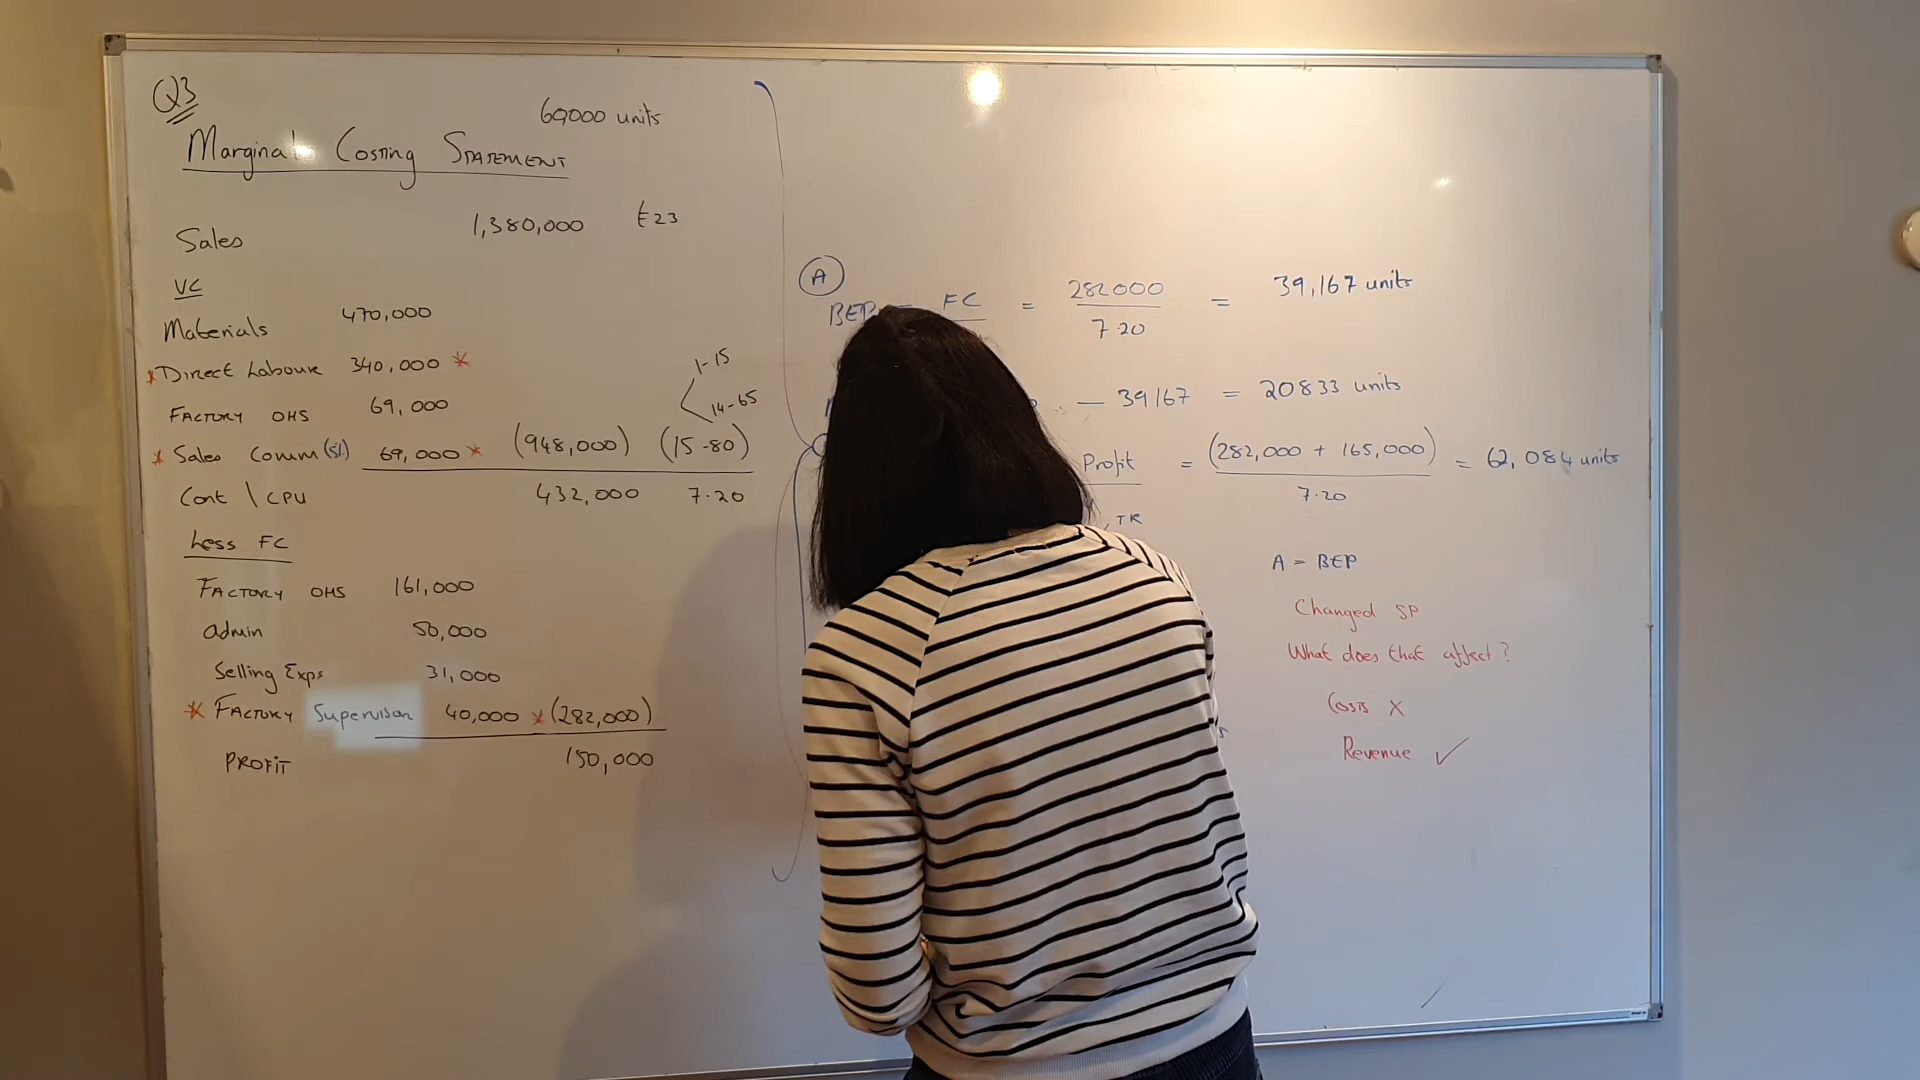 Q3
60000 units
Marginal Costing STATEMENT
Sales 1,380,000 €23
VC
Materials 470,000
*Direct Labour 340,000 *
1-15
FACTORY OHS 69,000
14-65
* Sales Comm (5%) 69,000 * (948,000) (15-80)
Cont \ CPU 432,000 7.20
Less FC
FACTORY OHS 161,000
Admin 50,000
Selling Exps 31,000
* FACTORY Supervisor 40,000 * (282,000)
PROFIT 150,000
A
BEP = FC = 282000 = 39,167 units
7.20
— 39167 = 20833 units
Profit = (282,000 + 165,000) = 62,084 units
7.20
, TR
A = BEP
Changed SP
What does that affect?
Costs X
Revenue ✓